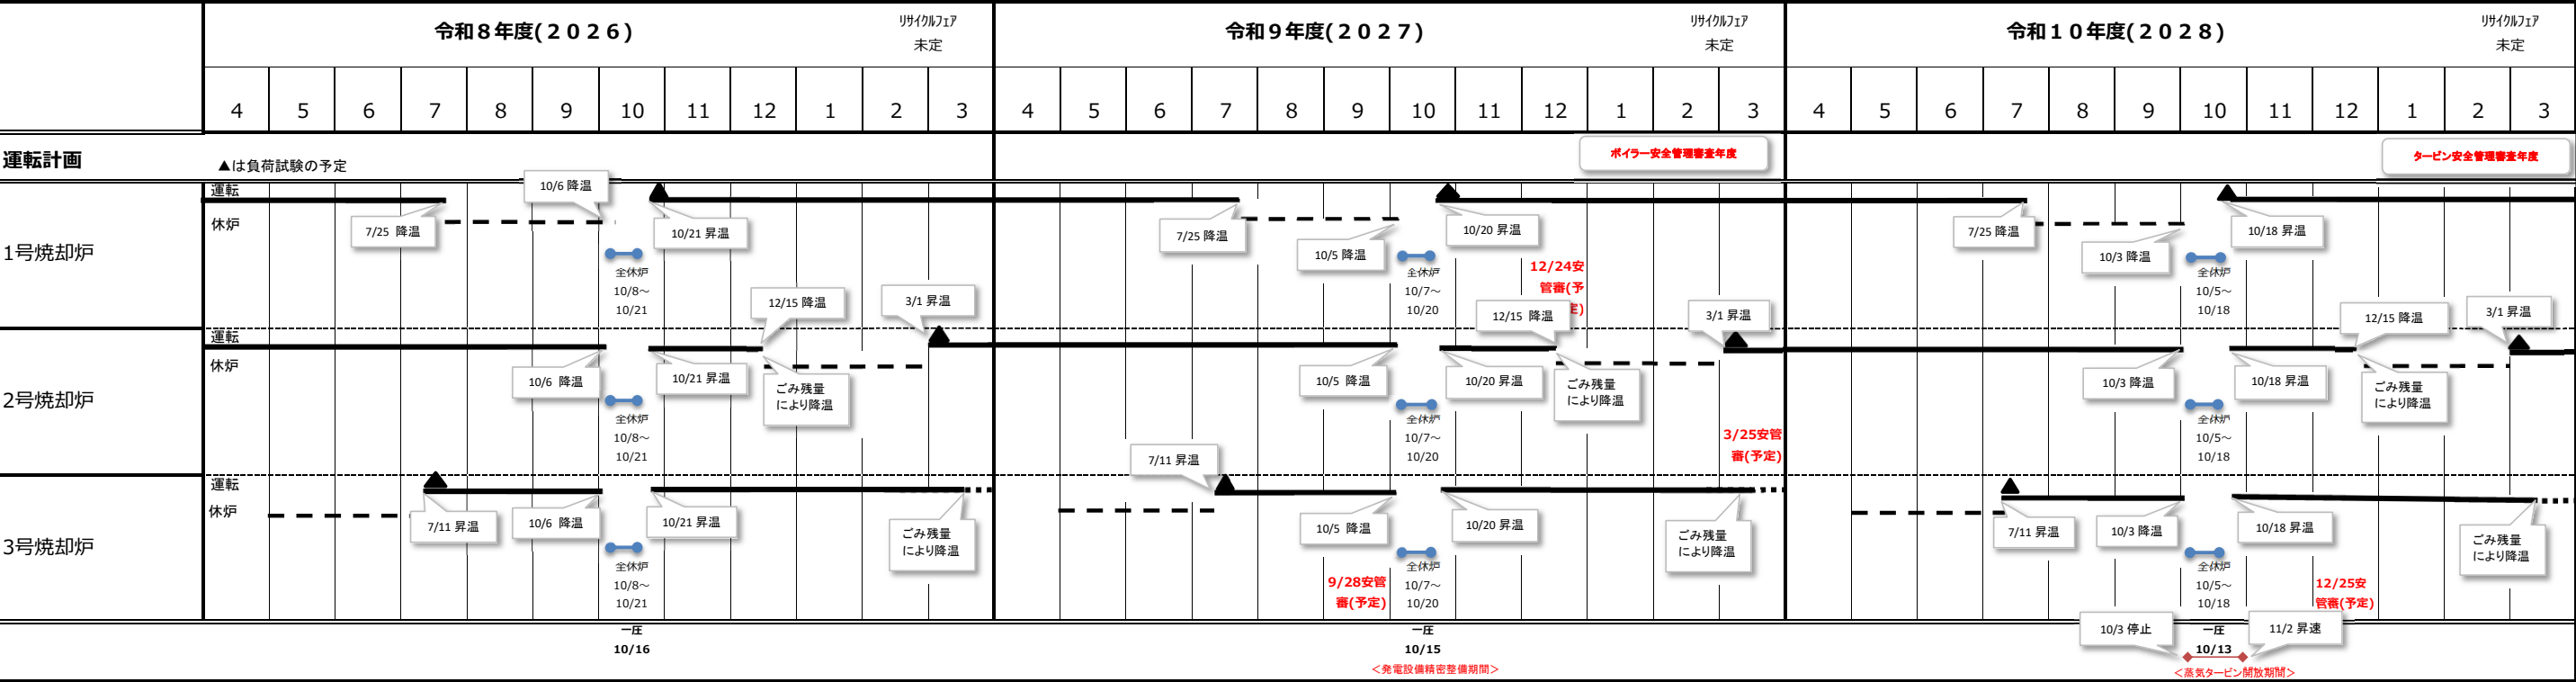 令和８年度(２０２６)
ﾘｻｲｸﾙﾌｪｱ
未定
令和９年度(２０２７)
ﾘｻｲｸﾙﾌｪｱ
未定
令和１０年度(２０２８)
ﾘｻｲｸﾙﾌｪｱ
未定
4 5 6 7 8 9 10 11 12 1 2 3 4 5 6 7 8 9 10 11 12 1 2 3 4 5 6 7 8 9 10 11 12 1 2 3
運転計画
▲は負荷試験の予定
ボイラー安全管理審査年度
タービン安全管理審査年度
1号焼却炉
運転
休炉
7/25 降温
10/6 降温
10/21 昇温
全休炉
10/8～
10/21
7/25 降温
10/5 降温
10/20 昇温
全休炉
10/7～
10/20
12/24安
管審(予
定)
7/25 降温
10/3 降温
10/18 昇温
全休炉
10/5～
10/18
2号焼却炉
運転
休炉
10/6 降温
10/21 昇温
12/15 降温
ごみ残量
により降温
3/1 昇温
全休炉
10/8～
10/21
10/5 降温
10/20 昇温
12/15 降温
ごみ残量
により降温
3/1 昇温
全休炉
10/7～
10/20
3/25安管
審(予定)
10/3 降温
10/18 昇温
12/15 降温
ごみ残量
により降温
3/1 昇温
全休炉
10/5～
10/18
3号焼却炉
運転
休炉
7/11 昇温
10/6 降温
10/21 昇温
ごみ残量
により降温
全休炉
10/8～
10/21
7/11 昇温
10/5 降温
10/20 昇温
ごみ残量
により降温
9/28安管
審(予定)
全休炉
10/7～
10/20
7/11 昇温
10/3 降温
10/18 昇温
ごみ残量
により降温
全休炉
10/5～
10/18
12/25安
管審(予定)
一圧
10/16
一圧
10/15
＜発電設備精密整備期間＞
10/3 停止
一圧
10/13
11/2 昇速
＜蒸気タービン開放期間＞